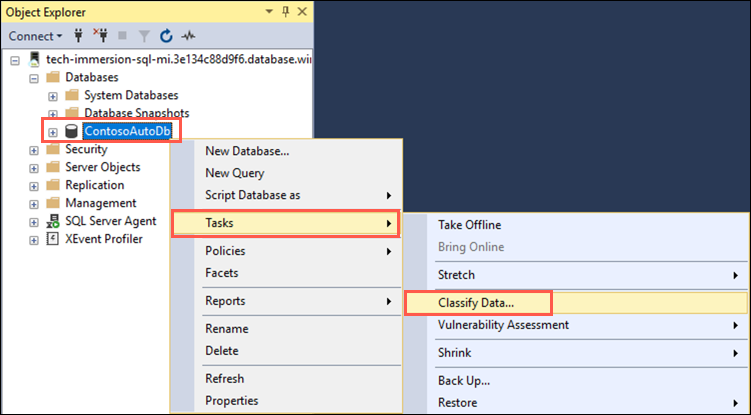 Object Explorer
Connect
tech-immersion-sql-mi.3e134c88d9f6.database.wi
Databases
System Databases
Database Snapshots
ContosoAutoDb
Security
Server Objects
Replication
Management
SQL Server Agent
XEvent Profiler
New Database...
New Query
Script Database as
Tasks
Policies
Facets
Reports
Rename
Delete
Refresh
Properties
Take Offline
Bring Online
Stretch
Classify Data...
Vulnerability Assessment
Shrink
Back Up...
Restore